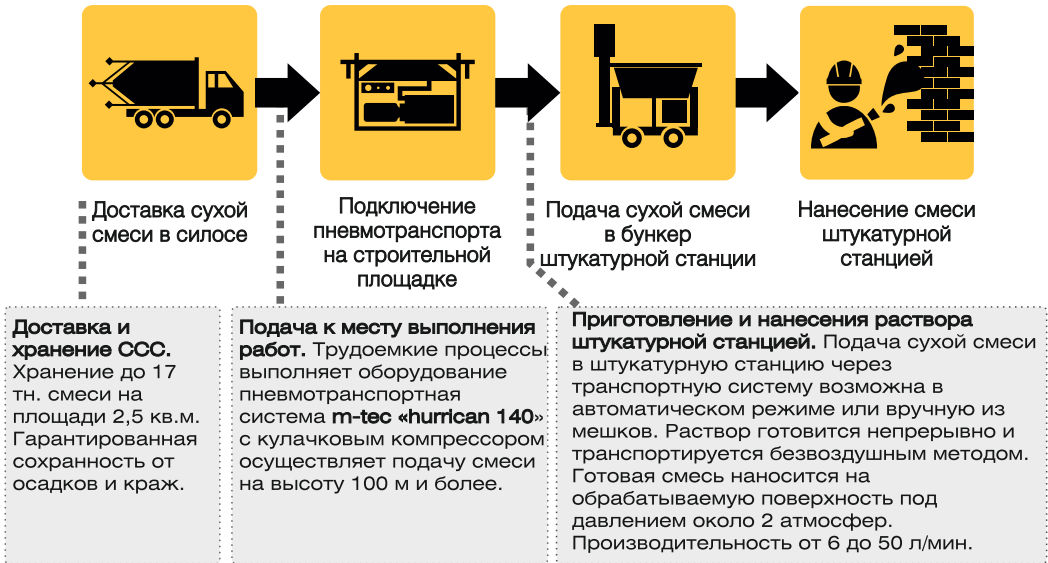 Доставка сухой
смеси в силосе
Подключение
пневмотранспорта
на строительной
площадке
Подача сухой смеси
в бункер
штукатурной станции
Нанесение смеси
штукатурной
станцией
Доставка и
хранение ССС.
Хранение до 17
тн. смеси на
площади 2,5 кв.м.
Гарантированная
сохранность от
осадков и краж.
Подача к месту выполнения
работ. Трудоемкие процессы
выполняет оборудование
пневмотранспортная
система m-tec «hurrican 140»
с кулачковым компрессором
осуществляет подачу смеси
на высоту 100 м и более.
Приготовление и нанесения раствора
штукатурной станцией. Подача сухой смеси
в штукатурную станцию через
транспортную систему возможна в
автоматическом режиме или вручную из
мешков. Раствор готовится непрерывно и
транспортируется безвоздушным методом.
Готовая смесь наносится на
обрабатываемую поверхность под
давлением около 2 атмосфер.
Производительность от 6 до 50 л/мин.